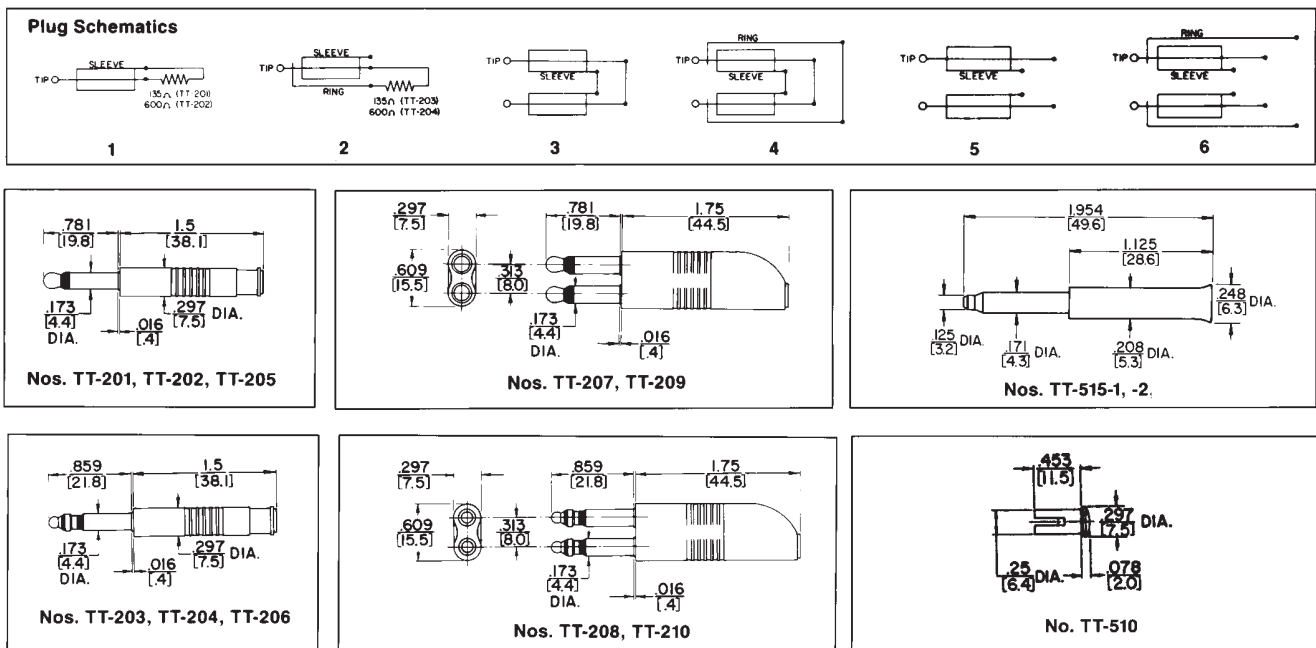 Plug Schematics
TIP
SLEEVE
135Ω (TT-201)
600Ω (TT-202)
1
SLEEVE
TIP
RING
135Ω (TT-203)
600Ω (TT-204)
2
TIP
SLEEVE
3
RING
TIP
SLEEVE
4
TIP
SLEEVE
5
RING
TIP
SLEEVE
6
.781
[19.8]
1.5
[38.1]
.173
[4.4]
DIA.
.016
[.4]
.297
[7.5] DIA.
Nos. TT-201, TT-202, TT-205
.297
[7.5]
.609
[15.5]
.781
[19.8]
1.75
[44.5]
.313
[8.0]
.173
[4.4]
DIA.
.016
[.4]
Nos. TT-207, TT-209
1.954
[49.6]
1.125
[28.6]
.248
[6.3] DIA.
.125
[3.2] DIA.
.171
[4.3] DIA.
.208
[5.3] DIA.
Nos. TT-515-1, -2.
.859
[21.8]
1.5
[38.1]
.173
[4.4]
DIA.
.016
[.4]
.297
[7.5] DIA.
Nos. TT-203, TT-204, TT-206
.297
[7.5]
.609
[15.5]
.859
[21.8]
1.75
[44.5]
.313
[8.0]
.173
[4.4]
DIA.
.016
[.4]
Nos. TT-208, TT-210
.453
[11.5]
.297
[7.5] DIA.
.25
[6.4] DIA.
.078
[2.0]
No. TT-510